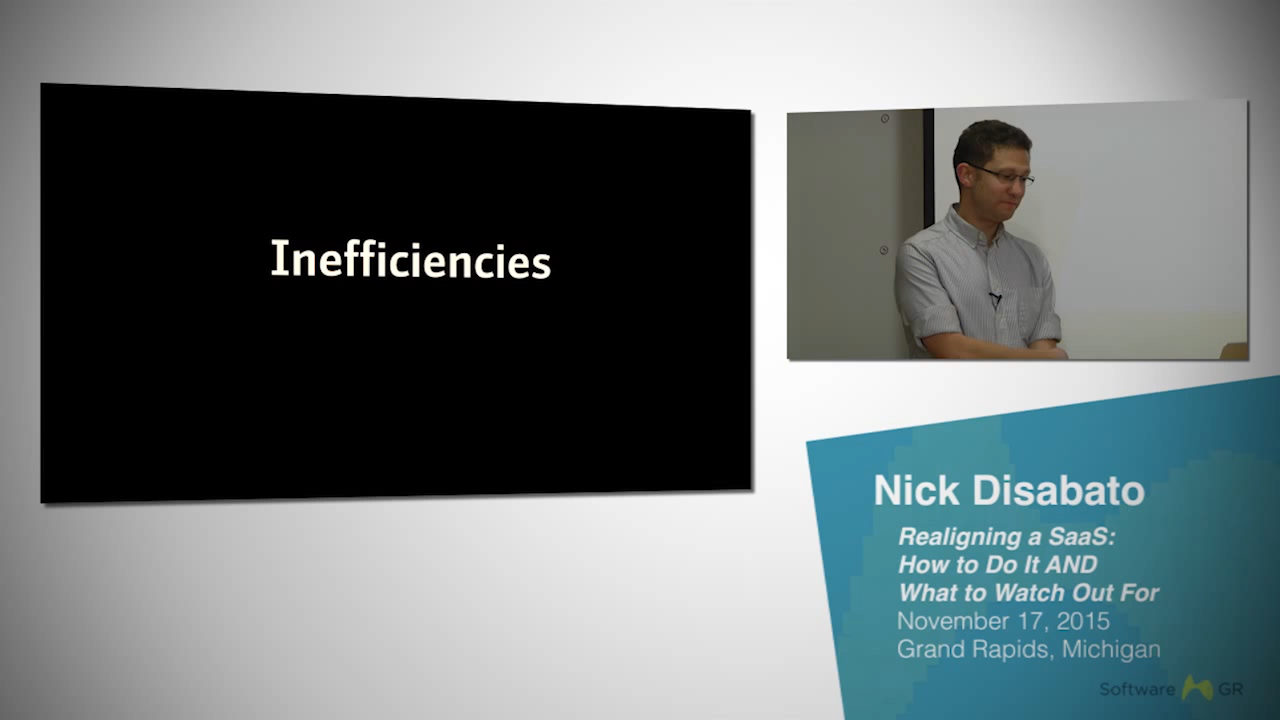 Inefficiencies
Nick Disabato
Realigning a SaaS:
How to Do It AND
What to Watch Out For
November 17, 2015
Grand Rapids, Michigan
Software GR